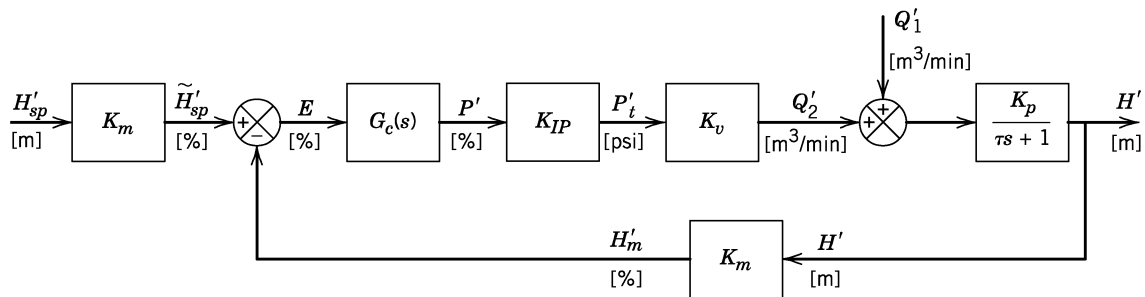 Q′₁
[m³/min]
H′sp
[m]
Km
H̃′sp
[%]
+
−
E
[%]
Gc(s)
P′
[%]
KIP
P′t
[psi]
Kv
Q′₂
[m³/min]
+
+
Kp
τs + 1
H′
[m]
H′m
[%]
Km
H′
[m]